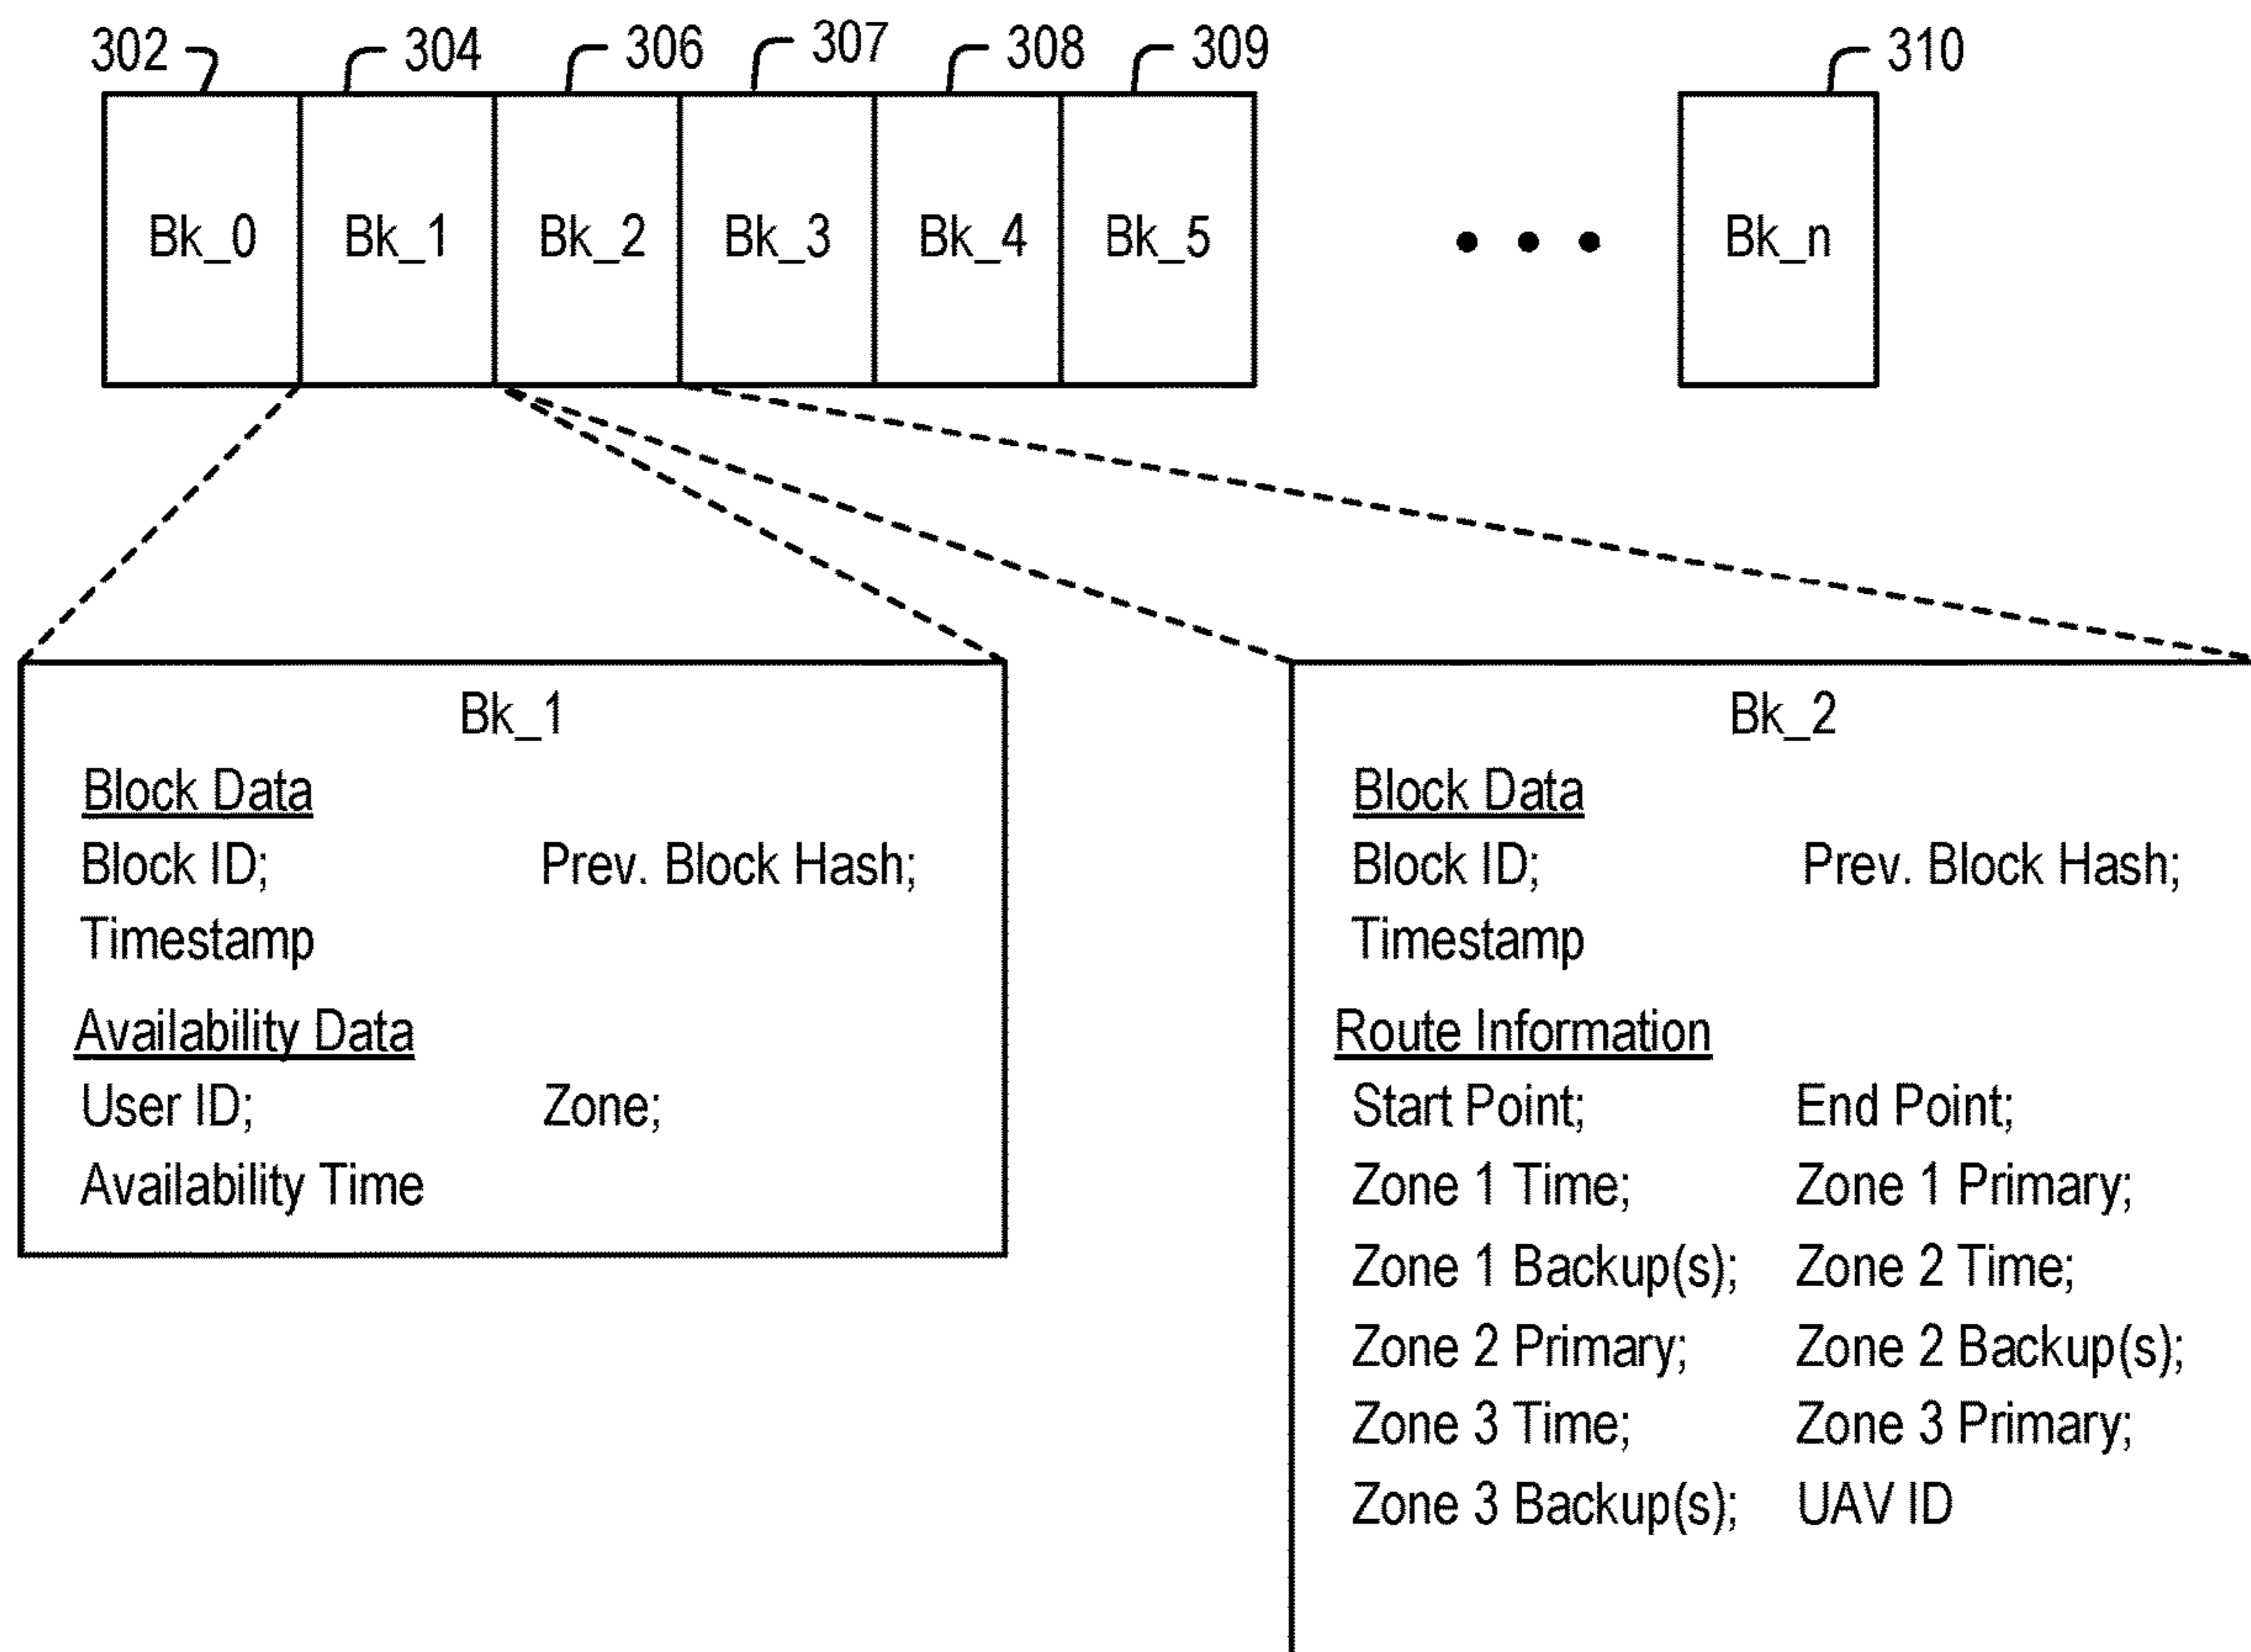 302 304 306 307 308 309 310
Bk_0 Bk_1 Bk_2 Bk_3 Bk_4 Bk_5 • • • Bk_n
Bk_1
Block Data
Block ID; Prev. Block Hash;
Timestamp
Availability Data
User ID; Zone;
Availability Time
Bk_2
Block Data
Block ID; Prev. Block Hash;
Timestamp
Route Information
Start Point; End Point;
Zone 1 Time; Zone 1 Primary;
Zone 1 Backup(s); Zone 2 Time;
Zone 2 Primary; Zone 2 Backup(s);
Zone 3 Time; Zone 3 Primary;
Zone 3 Backup(s); UAV ID